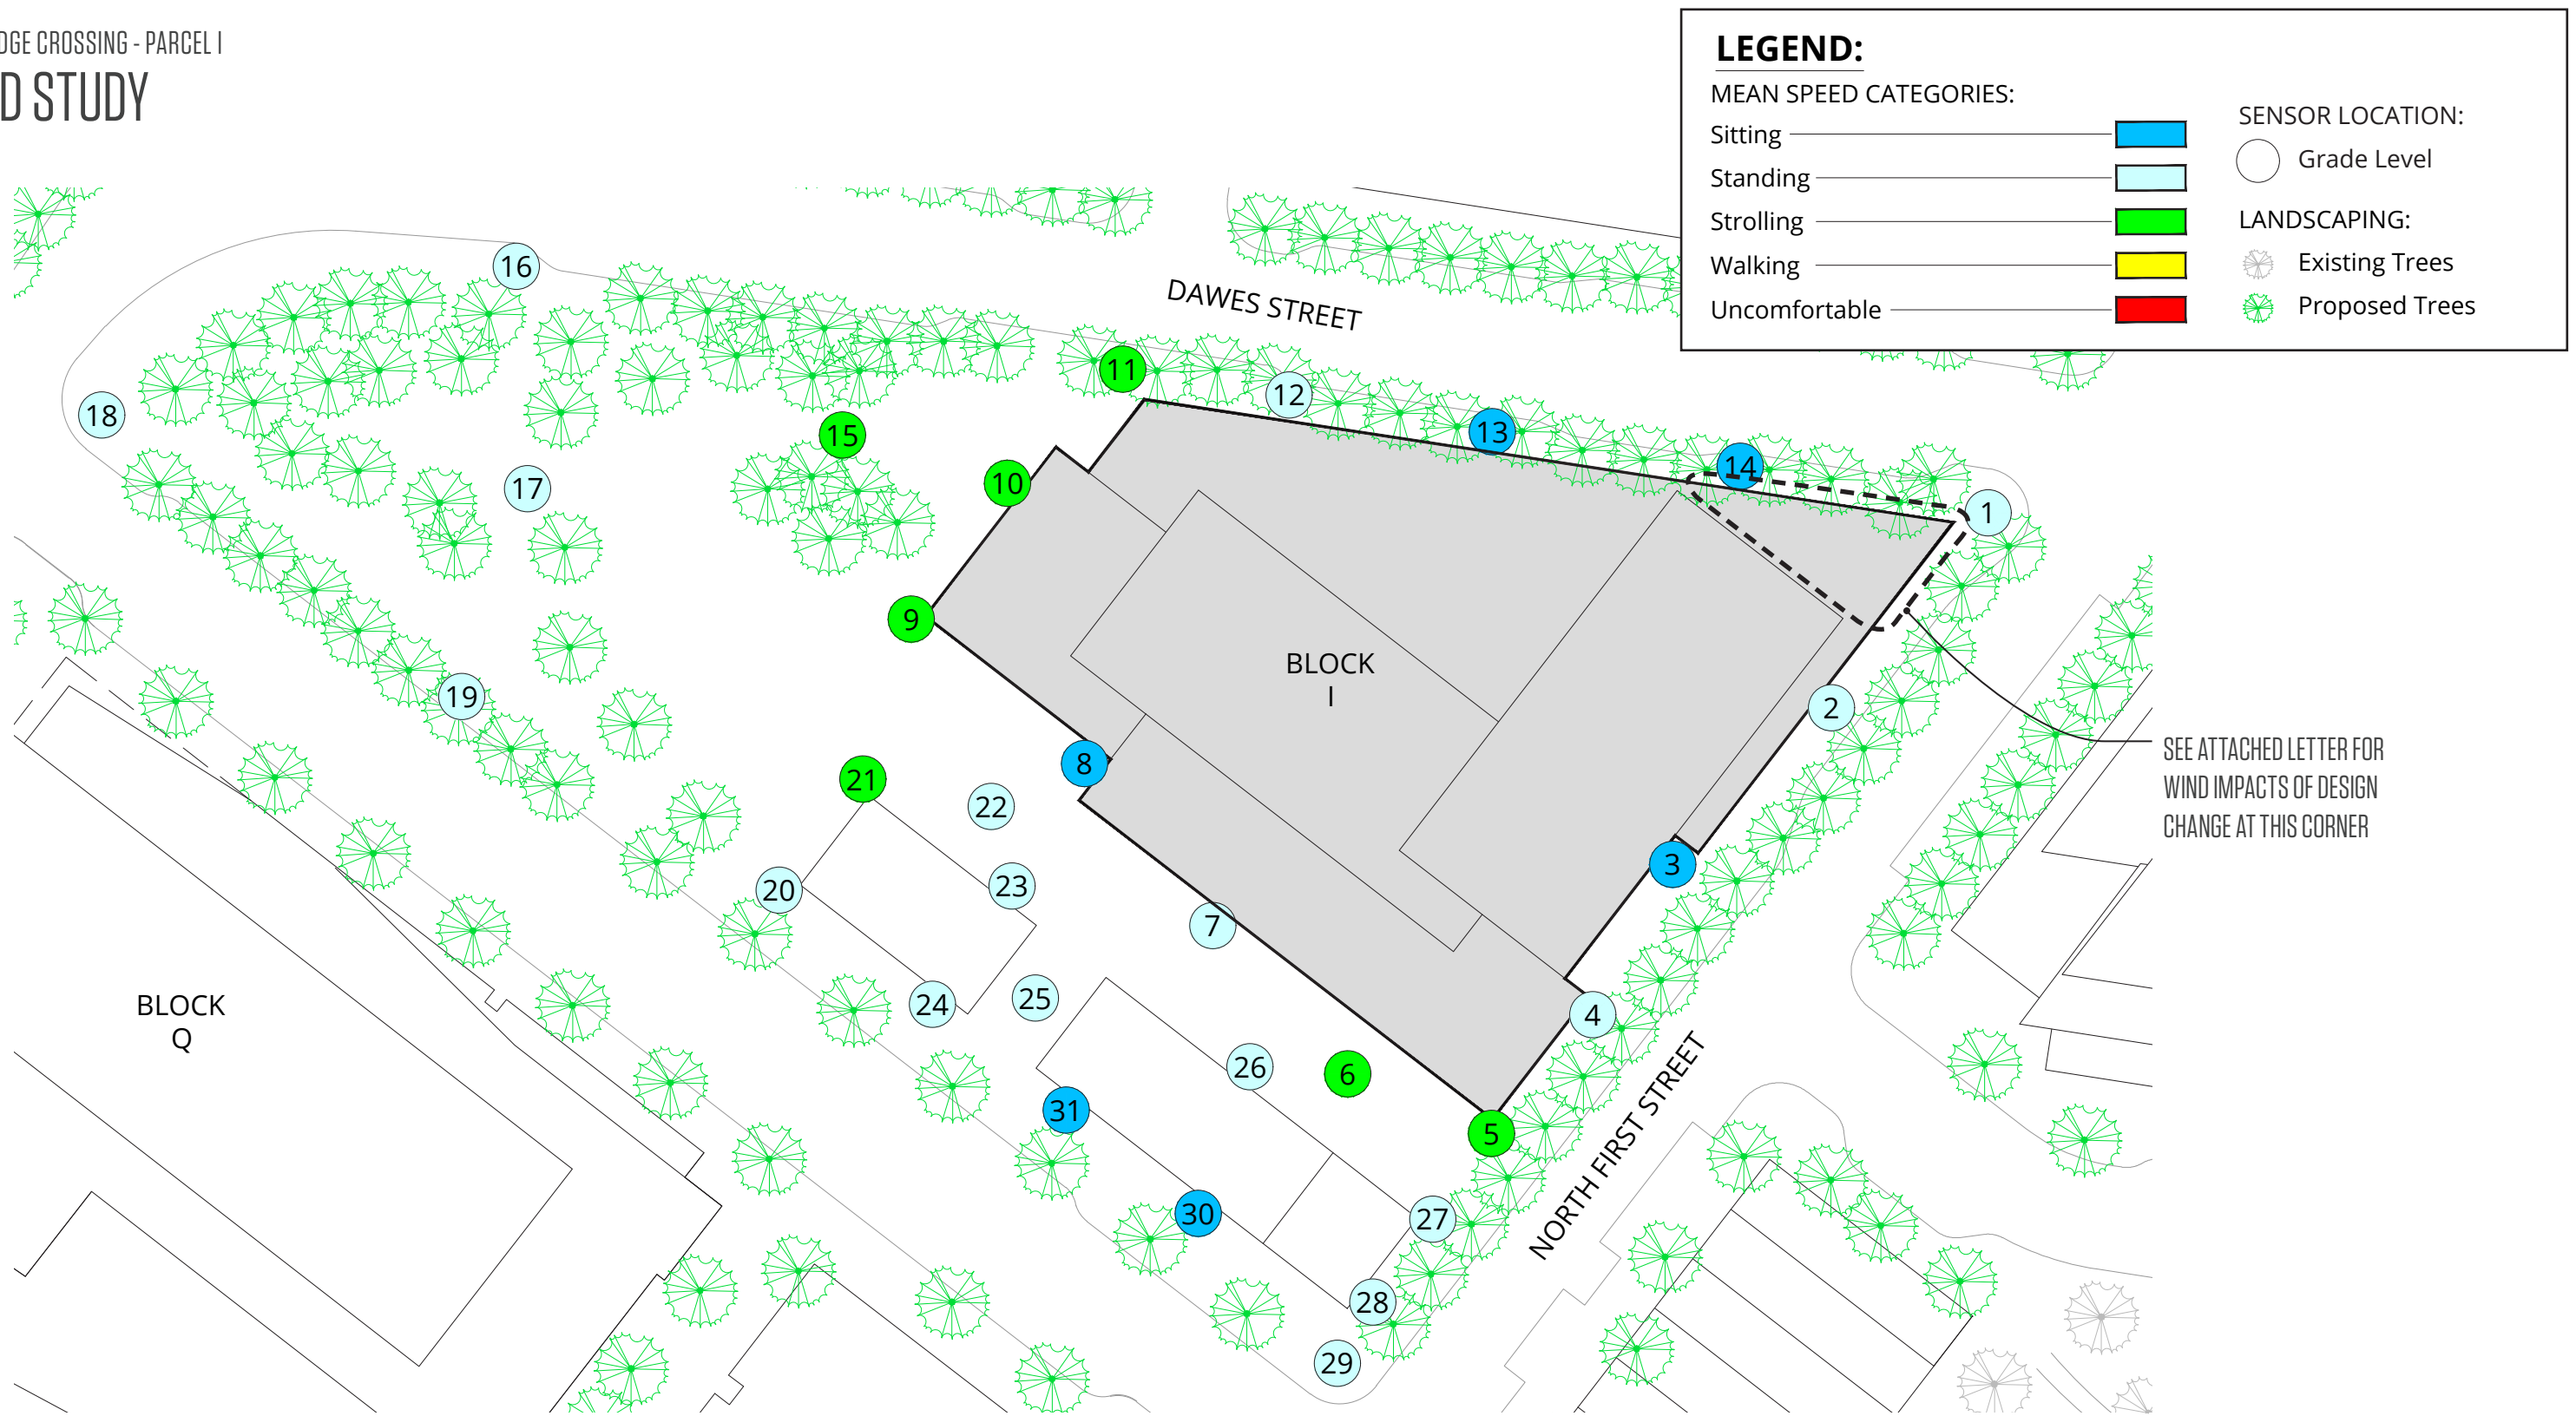 DGE CROSSING - PARCEL I
D STUDY
LEGEND:
MEAN SPEED CATEGORIES:
Sitting
Standing
Strolling
Walking
Uncomfortable
SENSOR LOCATION:
Grade Level
LANDSCAPING:
Existing Trees
Proposed Trees
DAWES STREET
16
11
12
18
15
13
14
10
17
1
9
BLOCK
I
19
2
SEE ATTACHED LETTER FOR
WIND IMPACTS OF DESIGN
CHANGE AT THIS CORNER
8
21
22
3
20
23
7
24
25
4
BLOCK
Q
26
6
31
5
NORTH FIRST STREET
30
27
28
29